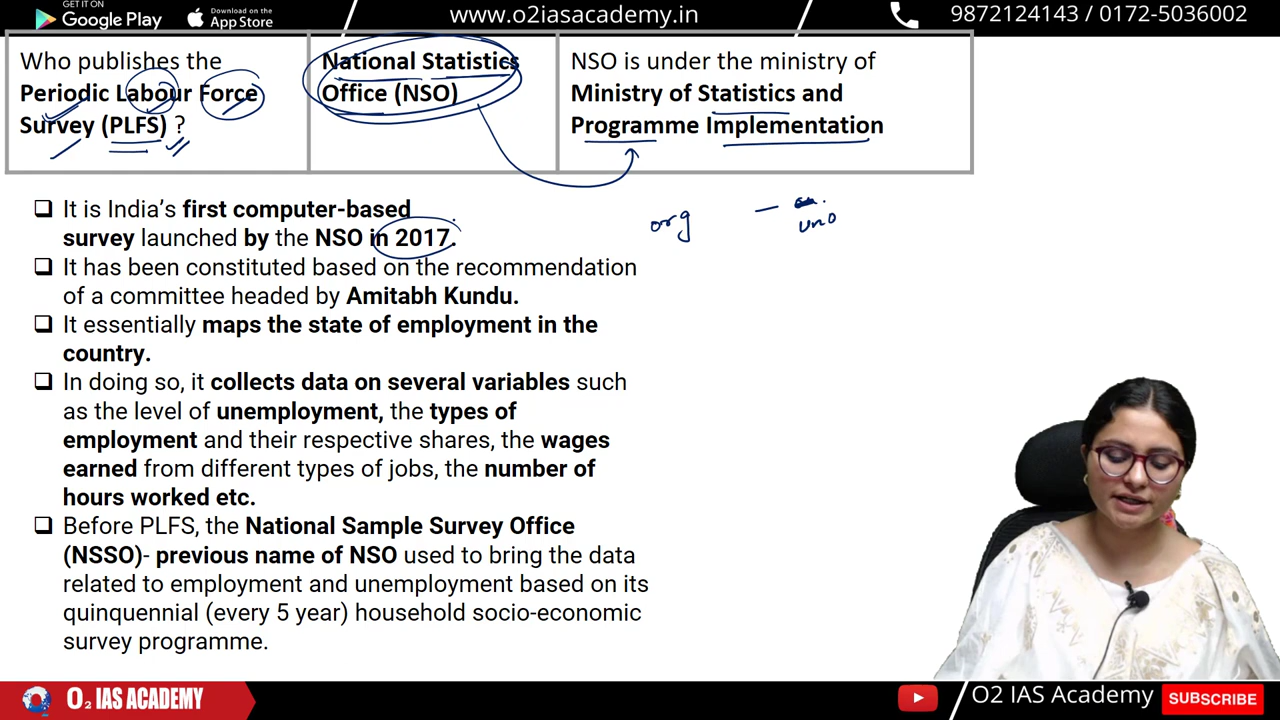 GET IT ON
Google Play
Download on the
App Store
www.o2iasacademy.in
9872124143 / 0172-5036002
Who publishes the
Periodic Labour Force
Survey (PLFS) ?
National Statistics
Office (NSO)
NSO is under the ministry of
Ministry of Statistics and
Programme Implementation
org
uno
It is India's first computer-based
survey launched by the NSO in 2017.
It has been constituted based on the recommendation
of a committee headed by Amitabh Kundu.
It essentially maps the state of employment in the
country.
In doing so, it collects data on several variables such
as the level of unemployment, the types of
employment and their respective shares, the wages
earned from different types of jobs, the number of
hours worked etc.
Before PLFS, the National Sample Survey Office
(NSSO)- previous name of NSO used to bring the data
related to employment and unemployment based on its
quinquennial (every 5 year) household socio-economic
survey programme.
O2 IAS ACADEMY
O2 IAS Academy
SUBSCRIBE